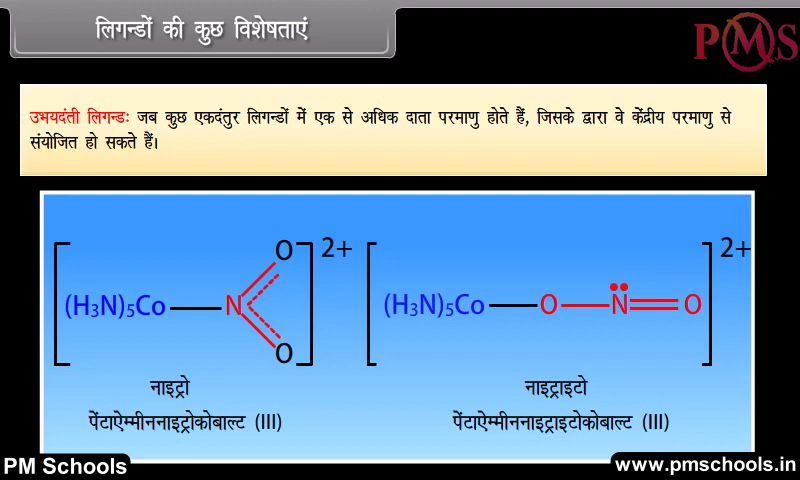 लिगन्डों की कुछ विशेषताएं
PMS
उभयदंती लिगन्डः जब कुछ एकदंतुर लिगन्डों में एक से अधिक दाता परमाणु होते हैं, जिसके द्वारा वे केंद्रीय परमाणु से
संयोजित हो सकते हैं।
O 2+ 2+
(H₃N)₅Co N (H₃N)₅Co O N O
O
नाइट्रो नाइट्राइटो
पेंटाऐम्मीननाइट्रोकोबाल्ट (III) पेंटाऐम्मीननाइट्राइटोकोबाल्ट (III)
PM Schools www.pmschools.in